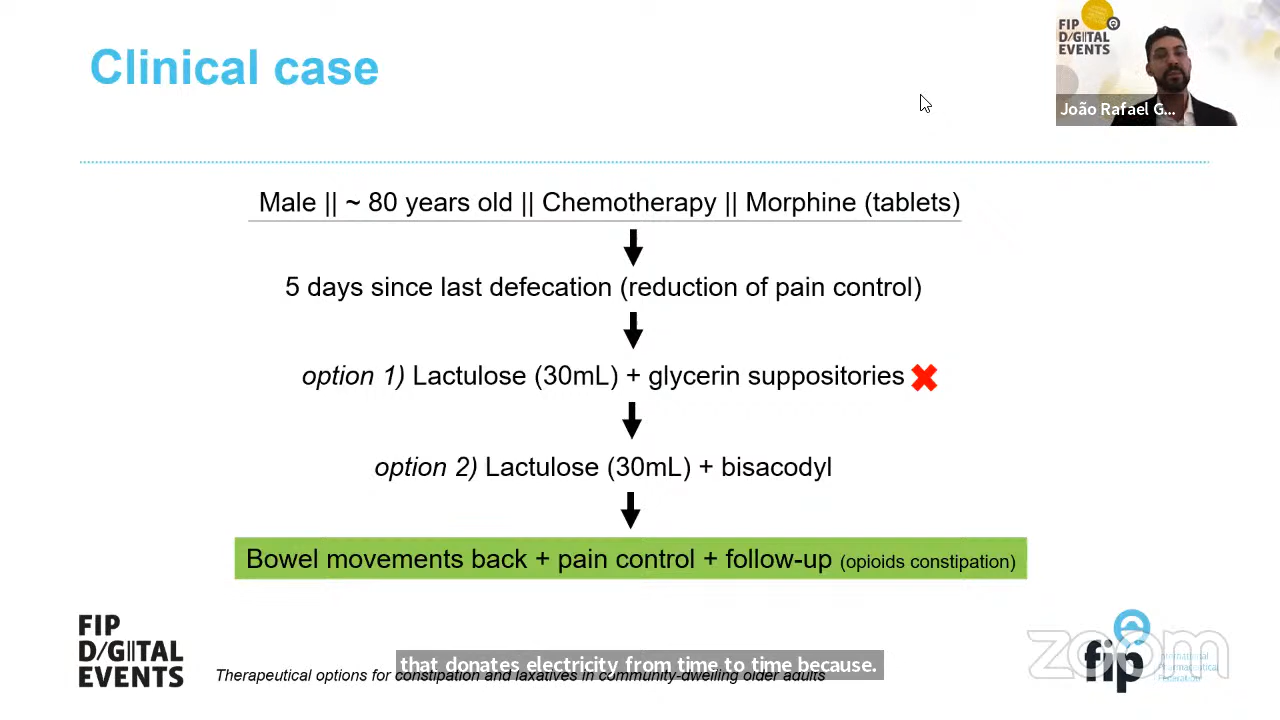 Clinical case
FIP
D/G||TAL
EVENTS
João Rafael G...
Male || ~ 80 years old || Chemotherapy || Morphine (tablets)
5 days since last defecation (reduction of pain control)
option 1) Lactulose (30mL) + glycerin suppositories
option 2) Lactulose (30mL) + bisacodyl
Bowel movements back + pain control + follow-up (opioids constipation)
FIP
D/G||TAL
EVENTS
that donates electricity from time to time because.
Therapeutical options for constipation and laxatives in community-dwelling older adults
zoom
fip
International
Pharmaceutical
Federation